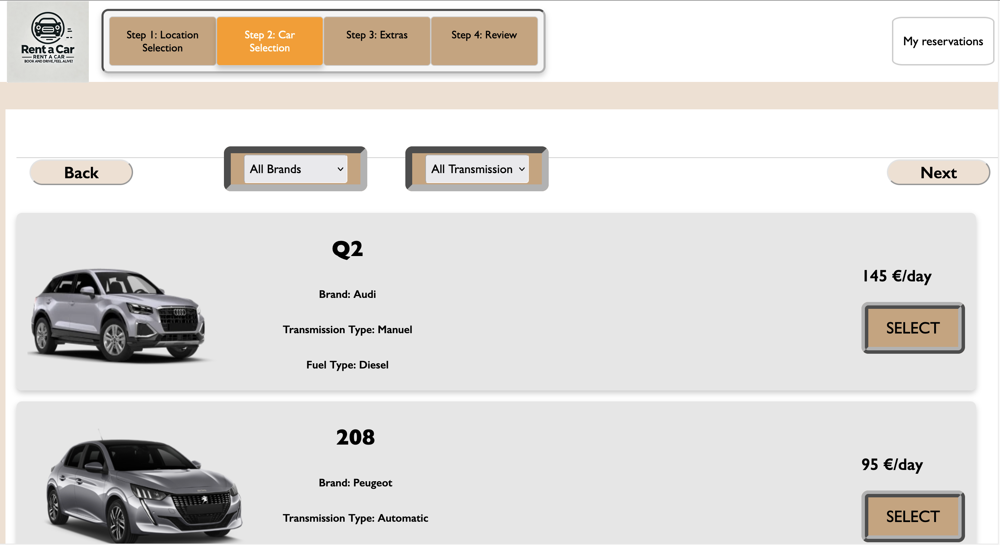 Rent a Car
RENT A CAR
BOOK AND DRIVE, FEEL ALIVE!
Step 1: Location
Selection
Step 2: Car
Selection
Step 3: Extras
Step 4: Review
My reservations
Back
All Brands
All Transmission
Next
Q2
Brand: Audi
Transmission Type: Manuel
Fuel Type: Diesel
145 €/day
SELECT
208
Brand: Peugeot
Transmission Type: Automatic
95 €/day
SELECT